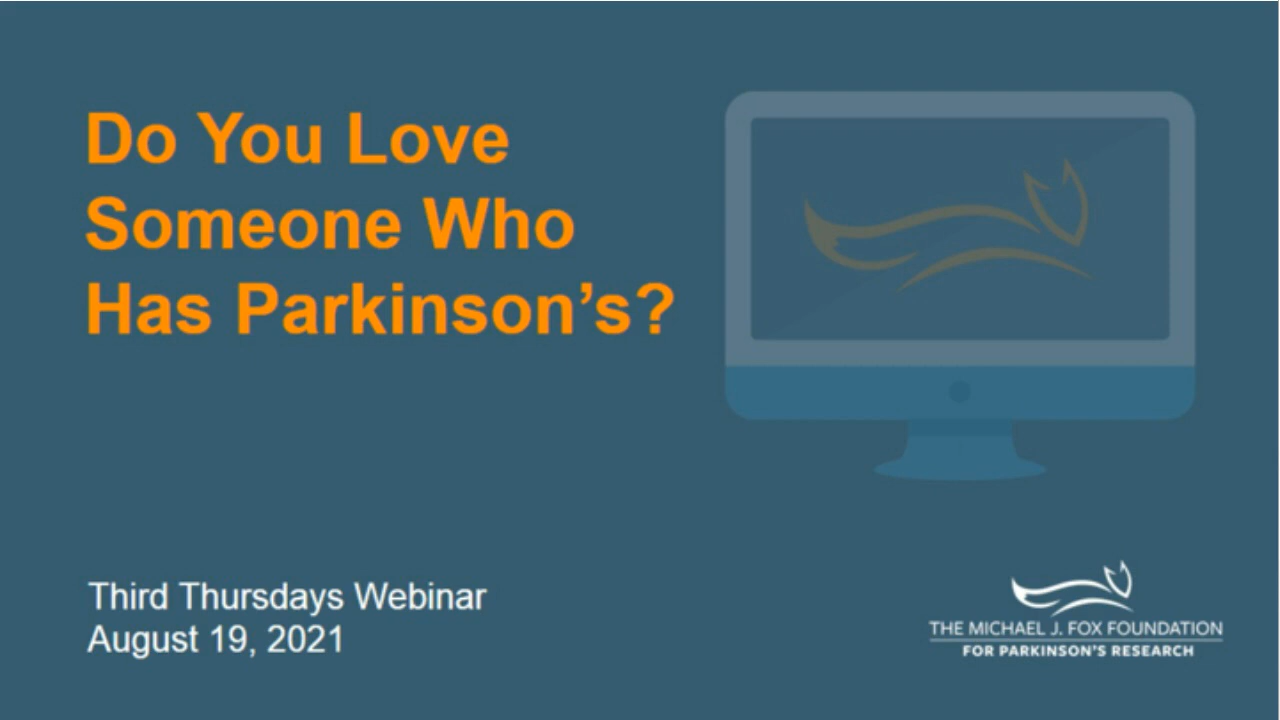 Do You Love
Someone Who
Has Parkinson’s?
Third Thursdays Webinar
August 19, 2021
THE MICHAEL J. FOX FOUNDATION
FOR PARKINSON’S RESEARCH